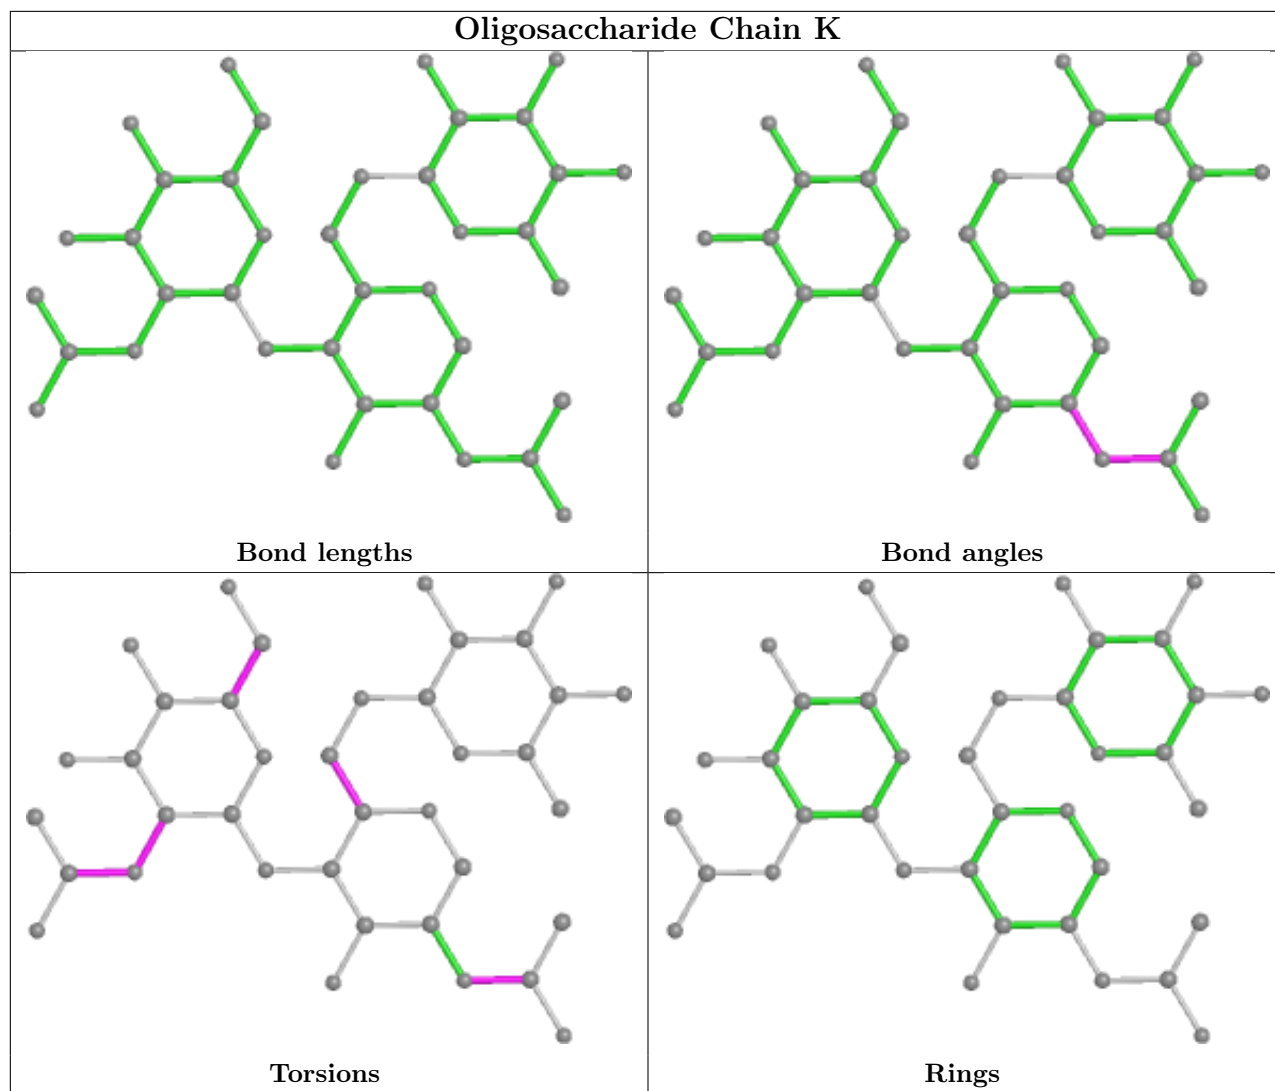 Oligosaccharide Chain K
Bond lengths
Bond angles
Torsions
Rings